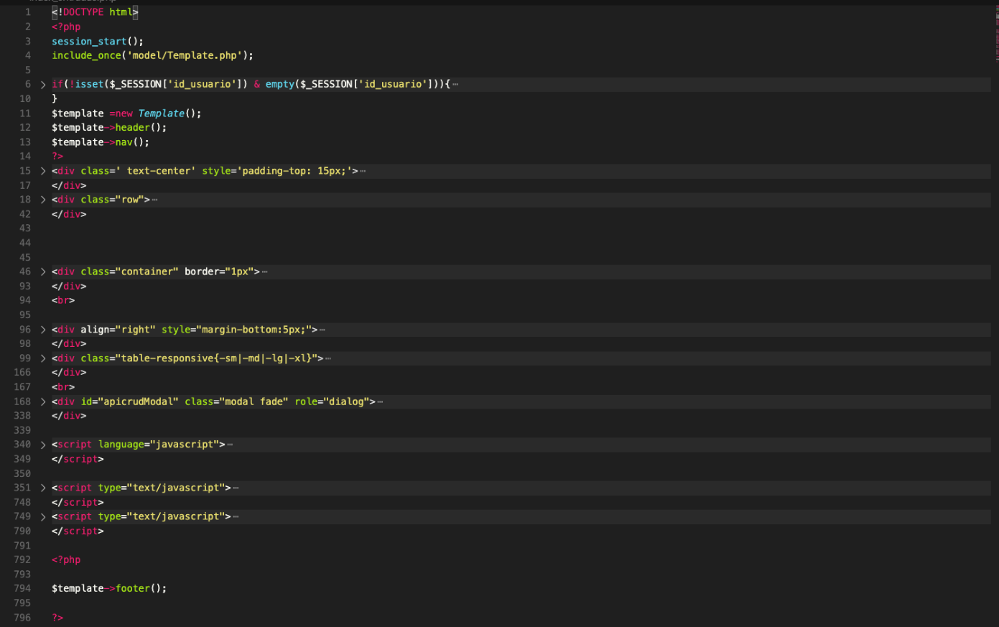 1 <!DOCTYPE html>
2 <?php
3 session_start();
4 include_once('model/Template.php');
5
6 > if(!isset($_SESSION['id_usuario']) & empty($_SESSION['id_usuario'])){⋯
10 }
11 $template =new Template();
12 $template->header();
13 $template->nav();
14 ?>
15 > <div class=' text-center' style='padding-top: 15px;'>⋯
17 </div>
18 > <div class="row">⋯
42 </div>
43
44
45
46 > <div class="container" border="1px">⋯
93 </div>
94 <br>
95
96 > <div align="right" style="margin-bottom:5px;">⋯
98 </div>
99 > <div class="table-responsive{-sm|-md|-lg|-xl}">⋯
166 </div>
167 <br>
168 > <div id="apicrudModal" class="modal fade" role="dialog">⋯
338 </div>
339
340 > <script language="javascript">⋯
349 </script>
350
351 > <script type="text/javascript">⋯
748 </script>
749 > <script type="text/javascript">⋯
790 </script>
791
792 <?php
793
794 $template->footer();
795
796 ?>